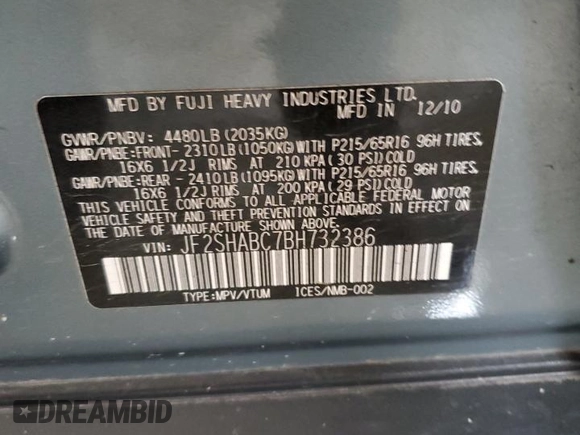 MFD BY FUJI HEAVY INDUSTRIES LTD.
MFD IN 12/10
GVWR/PNBV: 4480LB (2035KG)
GAWR/PNBE:FRONT- 2310LB (1050KG)WITH P215/65R16 96H TIRES,
16X6 1/2J RIMS AT 210 KPA (30 PSI)COLD
GAWR/PNBE:REAR -2410LB (1095KG)WITH P215/65R16 96H TIRES.
16X6 1/2J RIMS AT 200 KPA (29 PSI)COLD
THIS VEHICLE CONFORMS TO ALL APPLICABLE FEDERAL MOTOR
VEHICLE SAFETY AND THEFT PREVENTION STANDARDS IN EFFECT ON
THE DATE OF MANUFACTURE SHOWN ABOVE.
VIN: JF2SHABC7BH732386
TYPE:MPV/VTUM ICES/NMB-002
DREAMBID